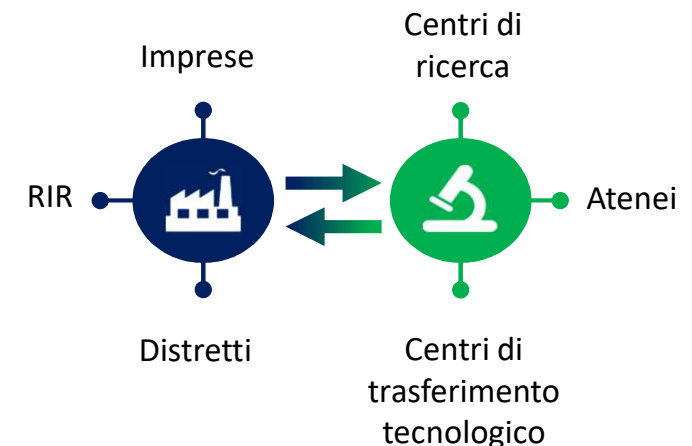 Imprese
Centri di
ricerca
RIR
Atenei
Distretti
Centri di
trasferimento
tecnologico